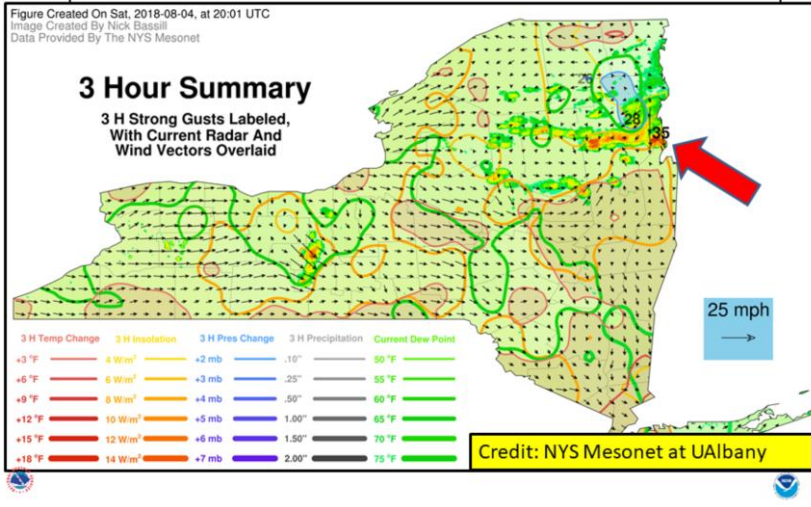 Figure Created On Sat, 2018-08-04, at 20:01 UTC
Image Created By Nick Bassill
Data Provided By The NYS Mesonet
3 Hour Summary
3 H Strong Gusts Labeled,
With Current Radar And
Wind Vectors Overlaid
26
28
35
25 mph
3 H Temp Change 3 H Insolation 3 H Pres Change 3 H Precipitation Current Dew Point
+3 °F 4 W/m² +2 mb .10" 50 °F
+6 °F 6 W/m² +3 mb .25" 55 °F
+9 °F 8 W/m² +4 mb .50" 60 °F
+12 °F 10 W/m² +5 mb 1.00" 65 °F
+15 °F 12 W/m² +6 mb 1.50" 70 °F
+18 °F 14 W/m² +7 mb 2.00" 75 °F
Credit: NYS Mesonet at UAlbany